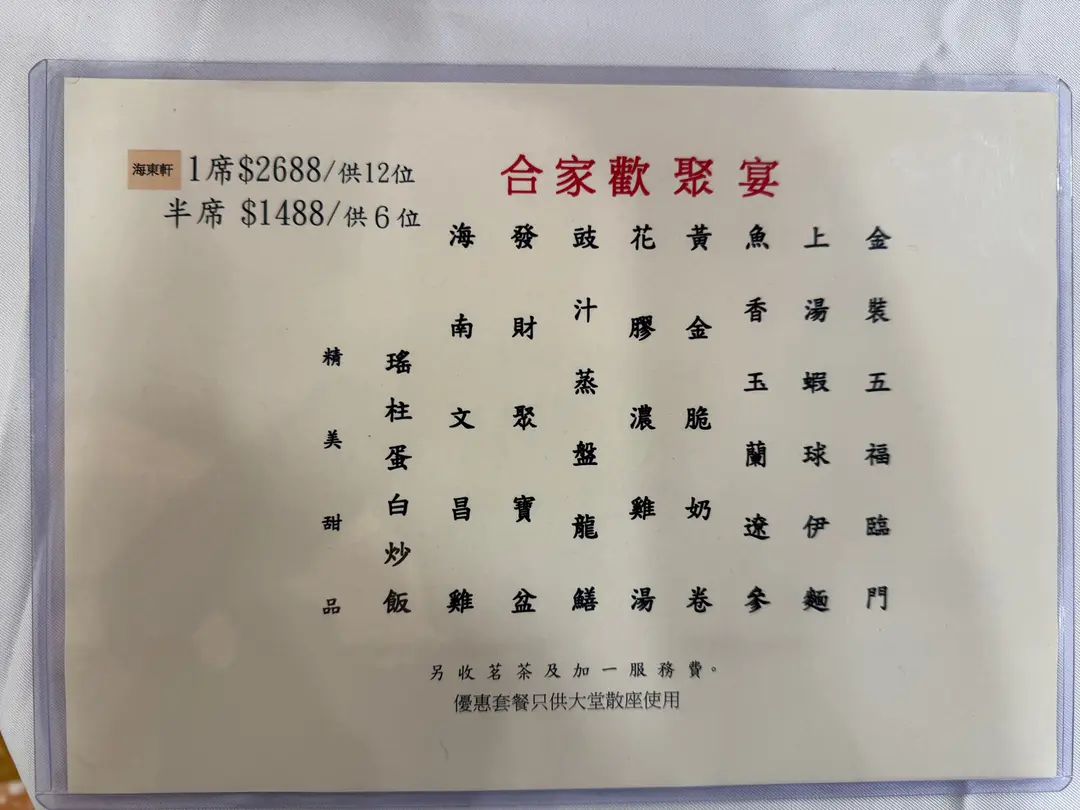 海東軒
1席$2688/供12位
半席 $1488/供6位
合家歡聚宴
金裝五福臨門
上湯蝦球伊麵
魚香玉蘭遼參
黃金脆奶卷
花膠濃雞湯
豉汁蒸盤龍鱔
發財聚寶盆
海南文昌雞
瑤柱蛋白炒飯
精美甜品
另收茗茶及加一服務費。
優惠套餐只供大堂散座使用